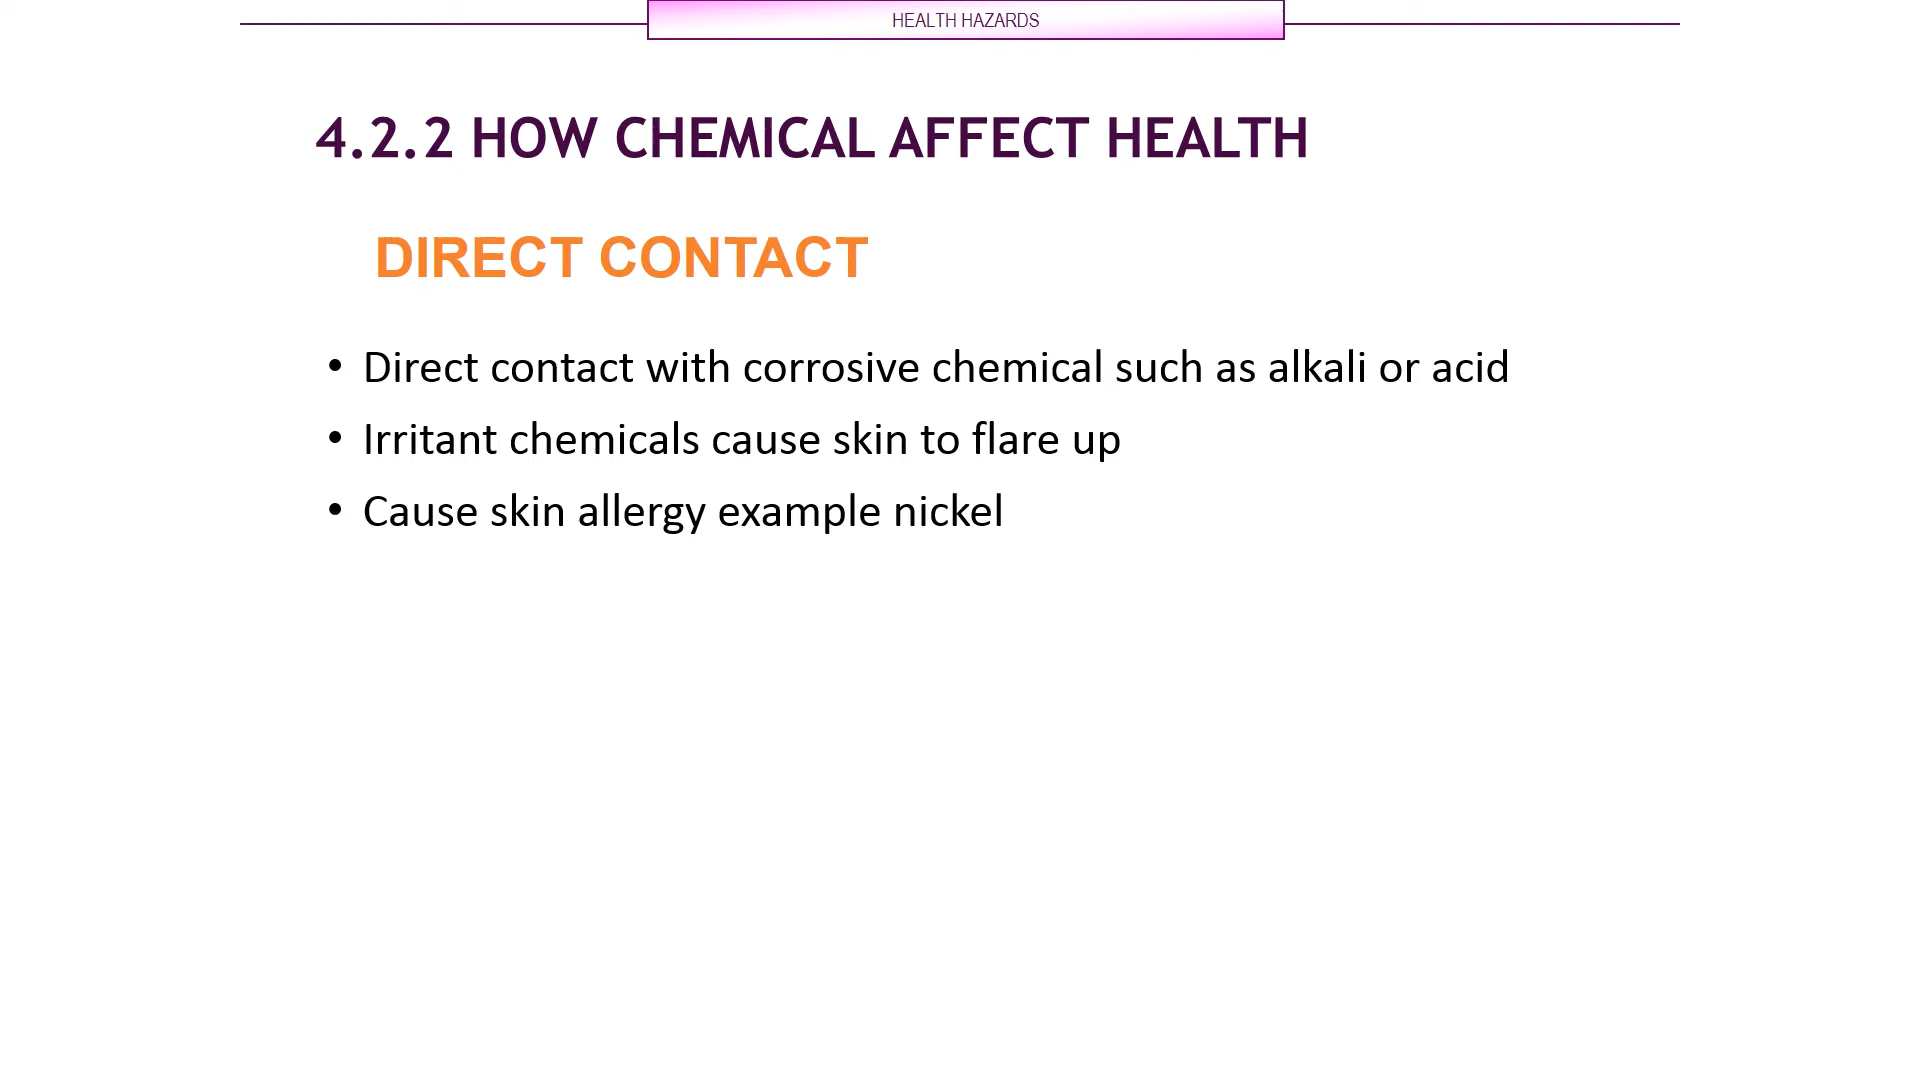 HEALTH HAZARDS
4.2.2 HOW CHEMICAL AFFECT HEALTH
DIRECT CONTACT
• Direct contact with corrosive chemical such as alkali or acid
• Irritant chemicals cause skin to flare up
• Cause skin allergy example nickel